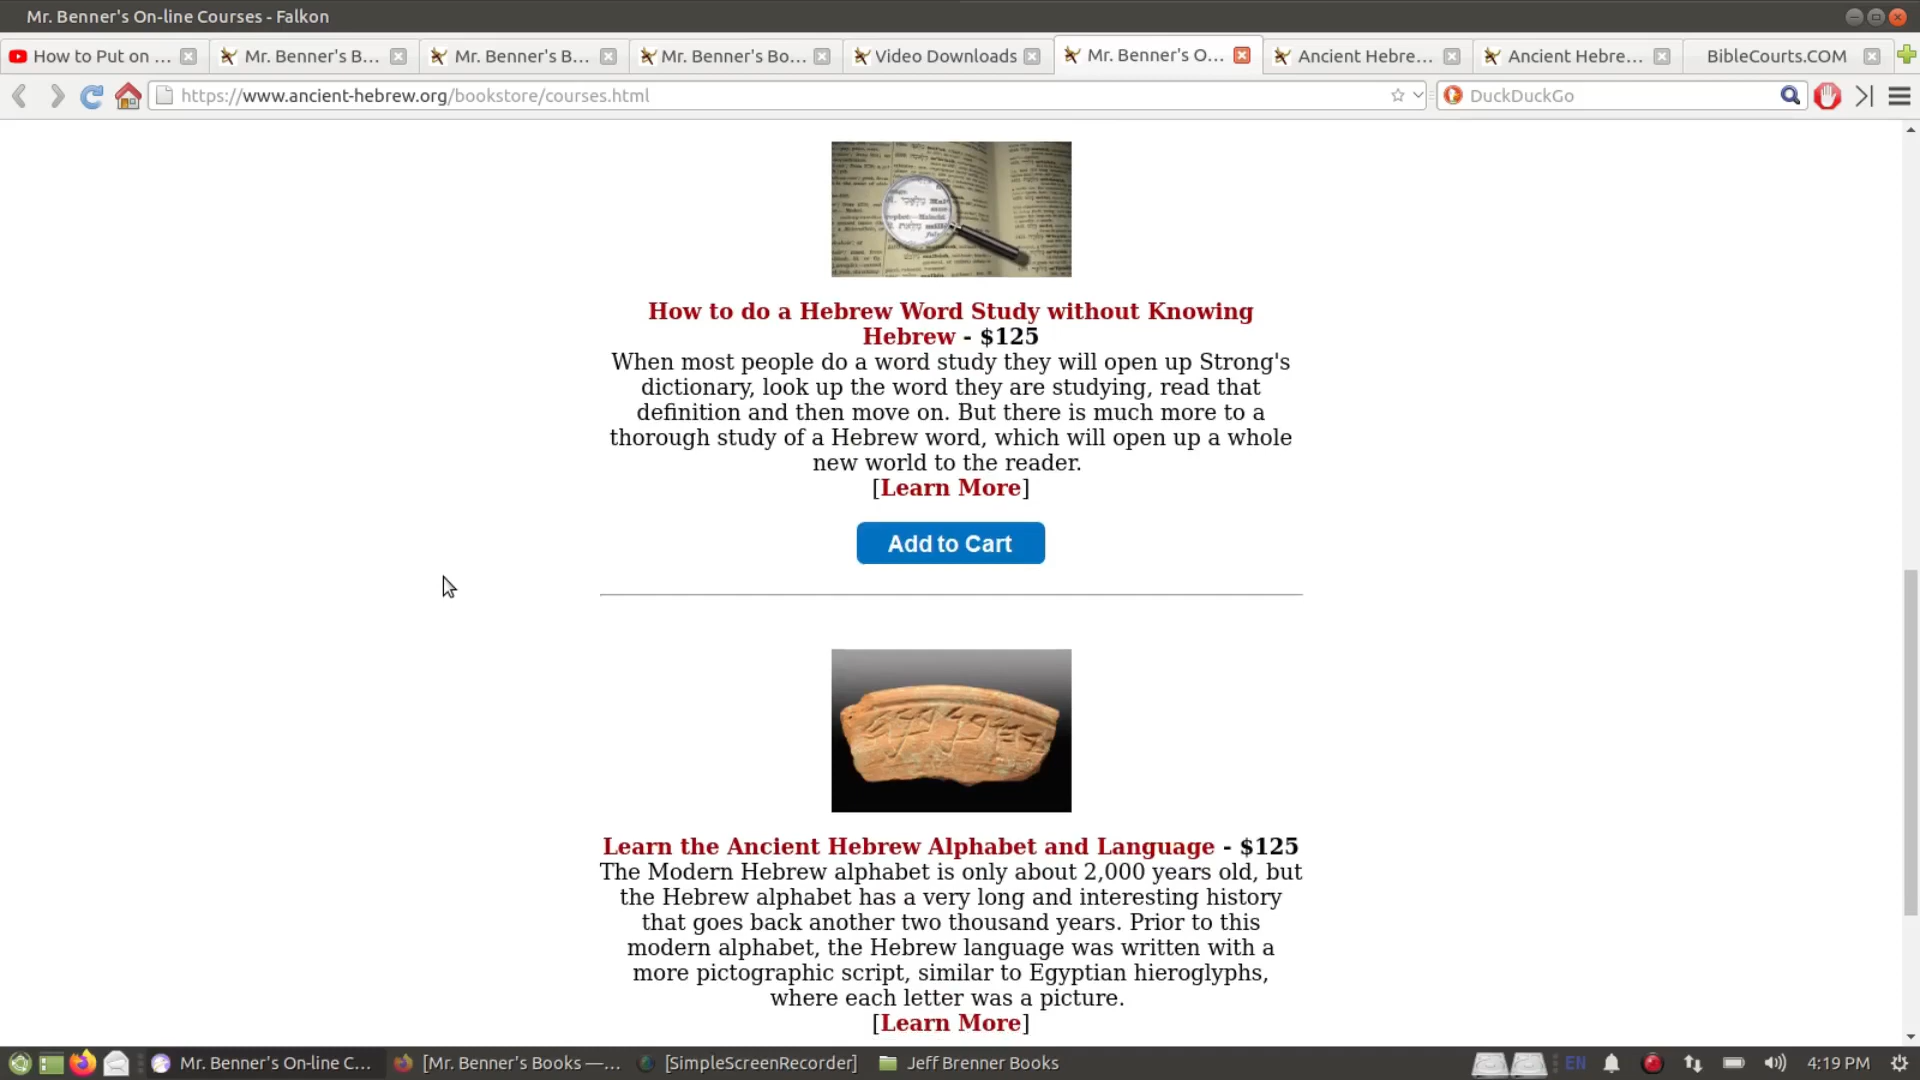 Mr. Benner's On-line Courses - Falkon
How to Put on ...
Mr. Benner's B...
Mr. Benner's B...
Mr. Benner's Bo...
Video Downloads
Mr. Benner's O...
Ancient Hebre...
Ancient Hebre...
BibleCourts.COM
https://www.ancient-hebrew.org/bookstore/courses.html
DuckDuckGo
How to do a Hebrew Word Study without Knowing
Hebrew - $125
When most people do a word study they will open up Strong's
dictionary, look up the word they are studying, read that
definition and then move on. But there is much more to a
thorough study of a Hebrew word, which will open up a whole
new world to the reader.
[Learn More]
Add to Cart
Learn the Ancient Hebrew Alphabet and Language - $125
The Modern Hebrew alphabet is only about 2,000 years old, but
the Hebrew alphabet has a very long and interesting history
that goes back another two thousand years. Prior to this
modern alphabet, the Hebrew language was written with a
more pictographic script, similar to Egyptian hieroglyphs,
where each letter was a picture.
[Learn More]
Mr. Benner's On-line C...
[Mr. Benner's Books —...
[SimpleScreenRecorder]
Jeff Brenner Books
EN
4:19 PM